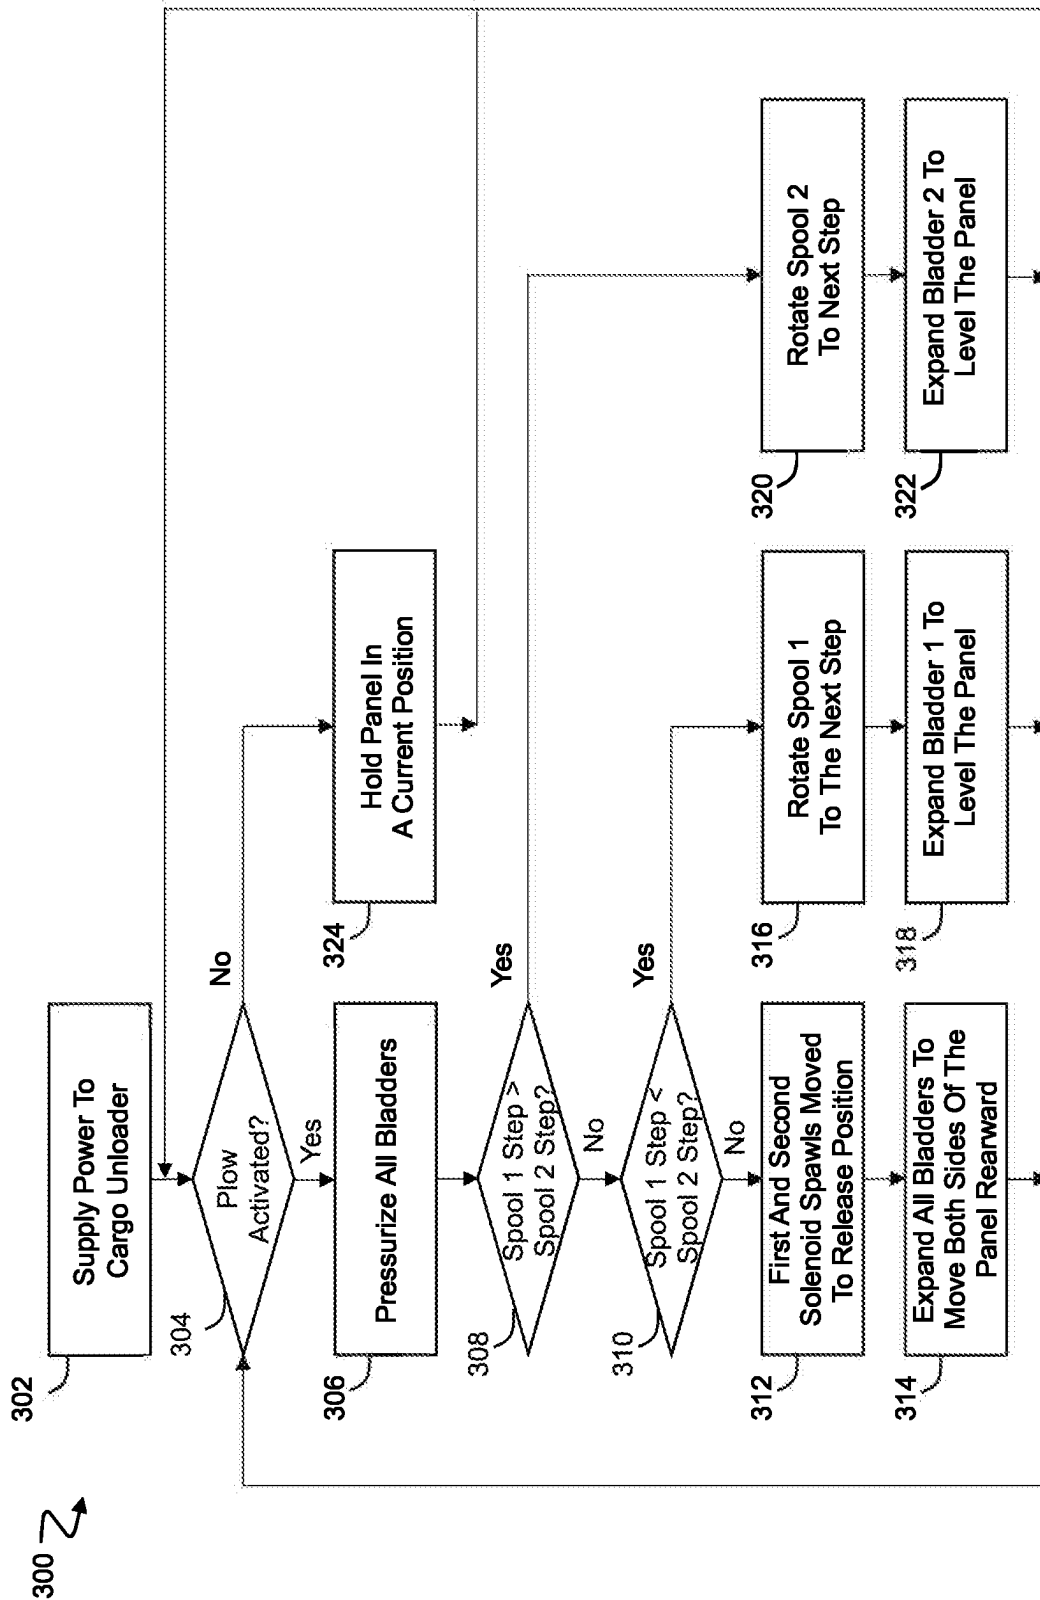 300
302
Supply Power To
Cargo Unloader
304
Plow
Activated?
No
Yes
324
Hold Panel In
A Current Position
306
Pressurize All Bladders
308
Spool 1 Step >
Spool 2 Step?
Yes
No
310
Spool 1 Step <
Spool 2 Step?
Yes
No
312
First And Second
Solenoid Spawls Moved
To Release Position
316
Rotate Spool 1
To The Next Step
320
Rotate Spool 2
To Next Step
314
Expand All Bladders To
Move Both Sides Of The
Panel Rearward
318
Expand Bladder 1 To
Level The Panel
322
Expand Bladder 2 To
Level The Panel